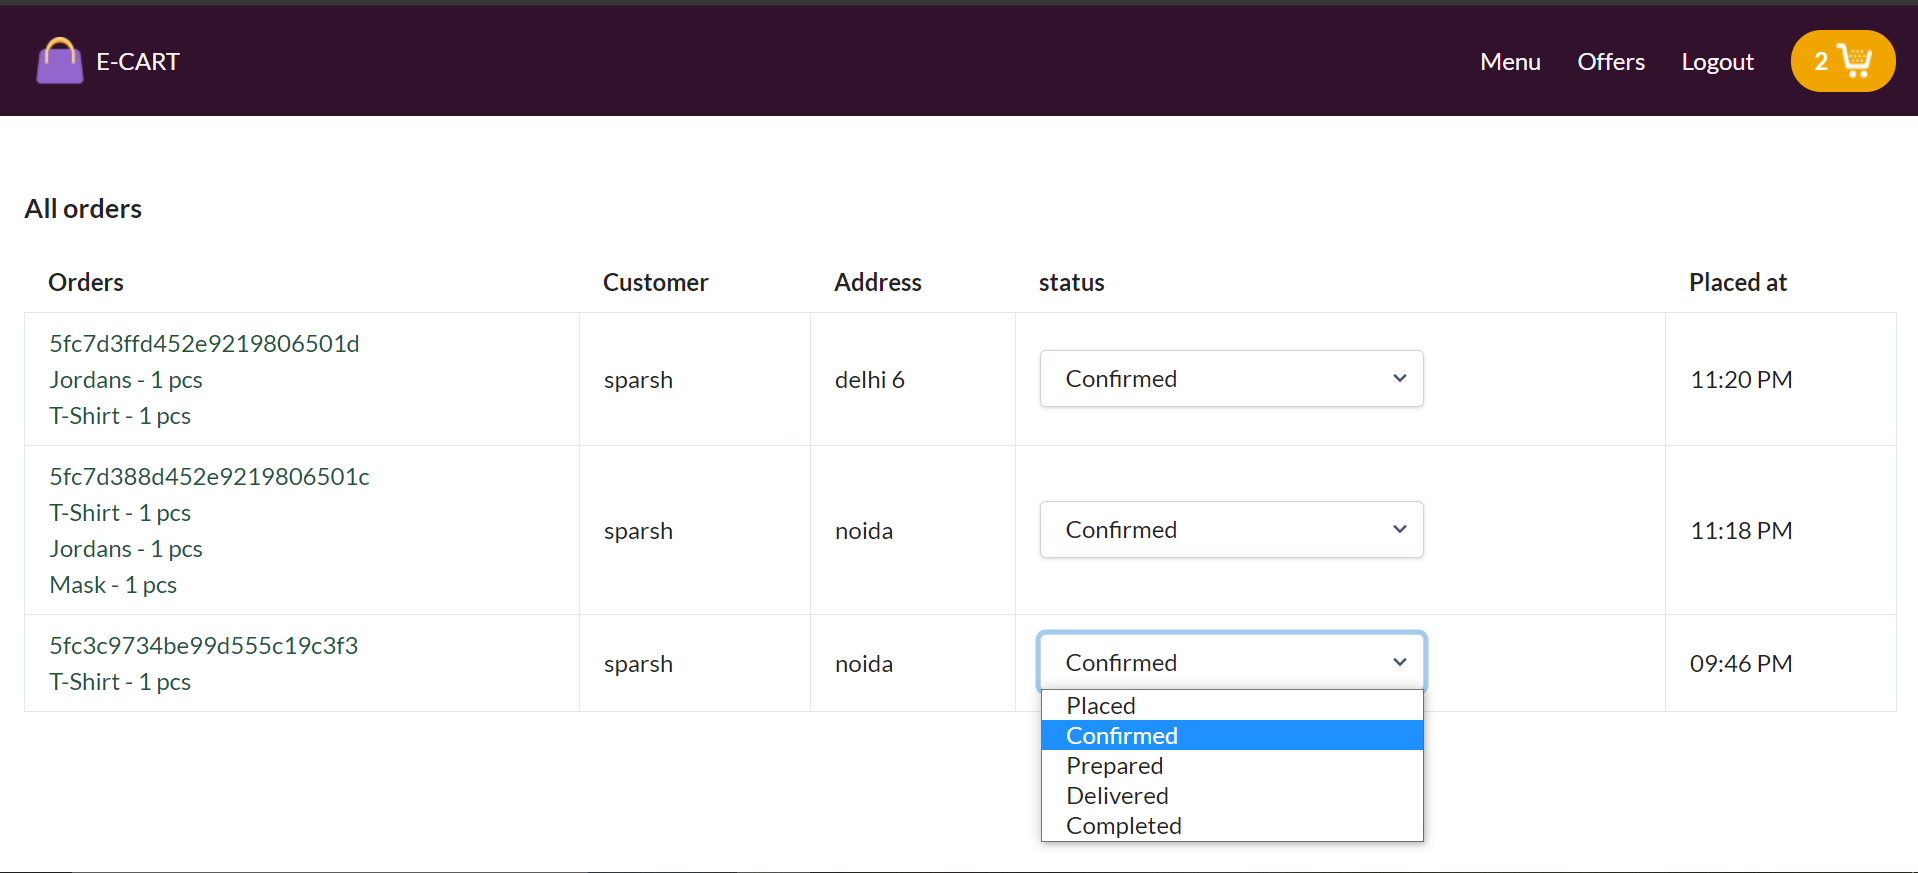 E-CART
Menu Offers Logout 2
All orders
Orders Customer Address status Placed at
5fc7d3ffd452e9219806501d
Jordans - 1 pcs
T-Shirt - 1 pcs
sparsh delhi 6 Confirmed 11:20 PM
5fc7d388d452e9219806501c
T-Shirt - 1 pcs
Jordans - 1 pcs
Mask - 1 pcs
sparsh noida Confirmed 11:18 PM
5fc3c9734be99d555c19c3f3
T-Shirt - 1 pcs
sparsh noida Confirmed 09:46 PM
Placed
Confirmed
Prepared
Delivered
Completed